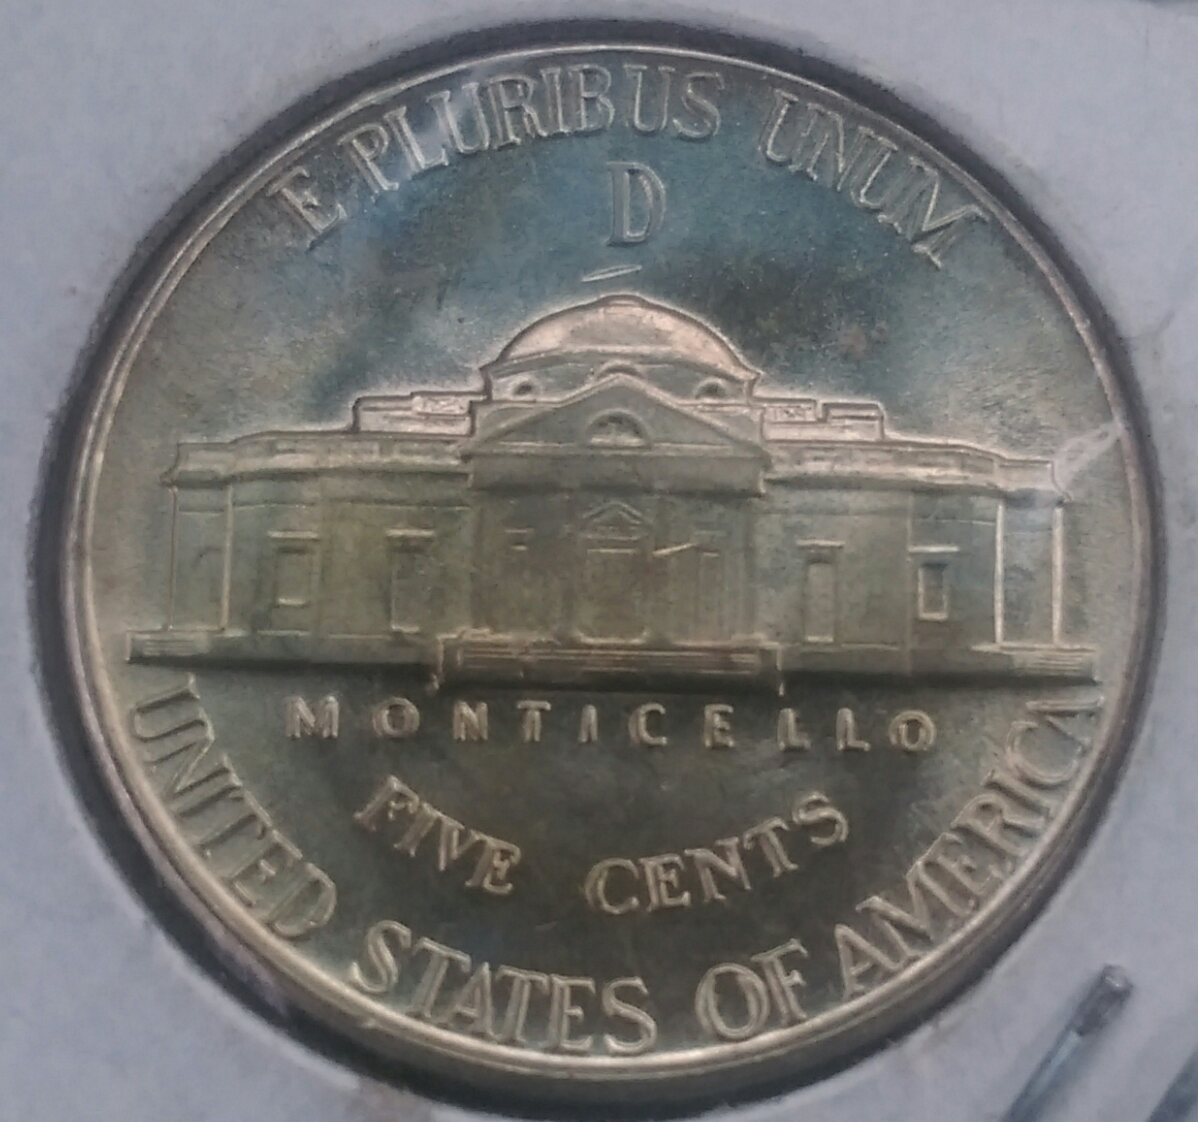 E PLURIBUS UNUM
D
MONTICELLO
FIVE CENTS
UNITED STATES OF AMERICA